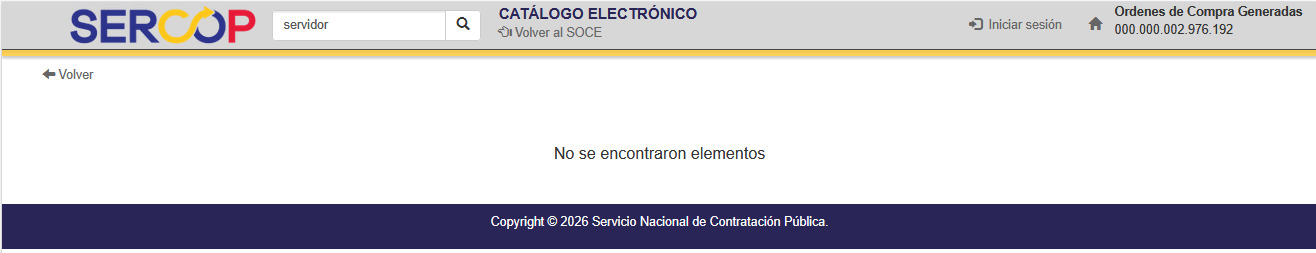 SERCOP
servidor
CATÁLOGO ELECTRÓNICO
Volver al SOCE
Iniciar sesión
Ordenes de Compra Generadas
000.000.002.976.192
Volver
No se encontraron elementos
Copyright © 2026 Servicio Nacional de Contratación Pública.